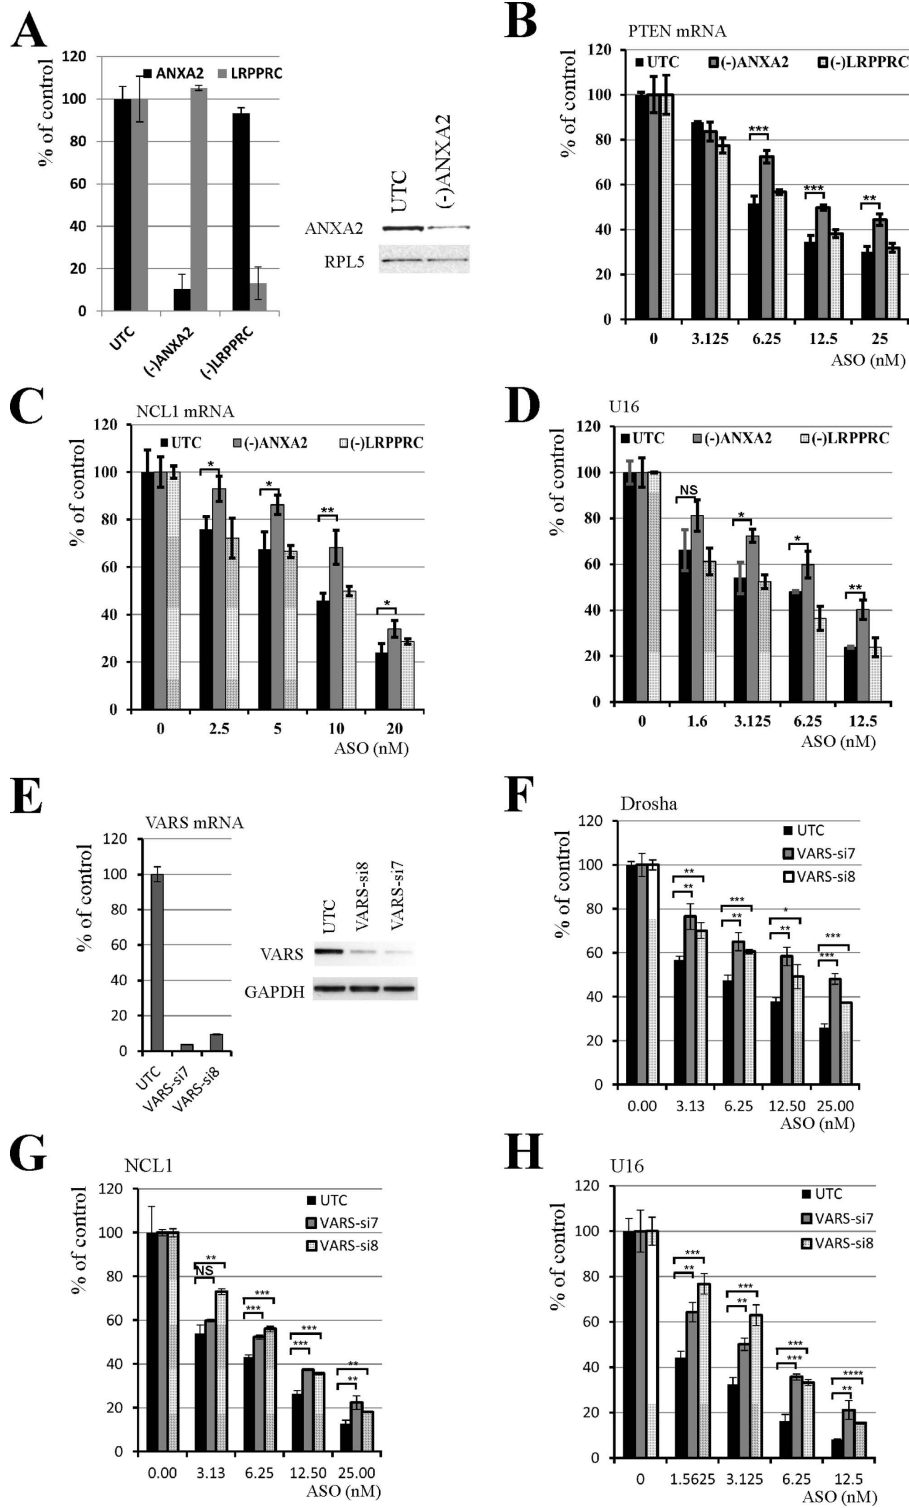 A
% of control
120
100
80
60
40
20
0
ANXA2 LRPPRC
UTC
(-)ANXA2
(-)LRPPRC
UTC
(-)ANXA2
ANXA2
RPL5
B
PTEN mRNA
% of control
120
100
80
60
40
20
0
UTC (-)ANXA2 (-)LRPPRC
***
***
**
0 3.125 6.25 12.5 25
ASO (nM)
C
NCL1 mRNA
% of control
120
100
80
60
40
20
0
UTC (-)ANXA2 (-)LRPPRC
*
*
**
*
0 2.5 5 10 20
ASO (nM)
D
U16
% of control
120
100
80
60
40
20
0
UTC (-)ANXA2 (-)LRPPRC
NS
*
*
**
0 1.6 3.125 6.25 12.5
ASO (nM)
E
VARS mRNA
% of control
120
100
80
60
40
20
0
UTC
VARS-si7
VARS-si8
UTC
VARS-si8
VARS-si7
VARS
GAPDH
F
Drosha
% of control
120
100
80
60
40
20
0
UTC
VARS-si7
VARS-si8
**
**
***
**
*
**
***
***
0.00 3.13 6.25 12.50 25.00
ASO (nM)
G
NCL1
% of control
120
100
80
60
40
20
0
UTC
VARS-si7
VARS-si8
**
NS
***
***
***
***
**
**
0.00 3.13 6.25 12.50 25.00
ASO (nM)
H
U16
% of control
120
100
80
60
40
20
0
UTC
VARS-si7
VARS-si8
***
**
***
**
***
***
****
**
0 1.5625 3.125 6.25 12.5
ASO (nM)